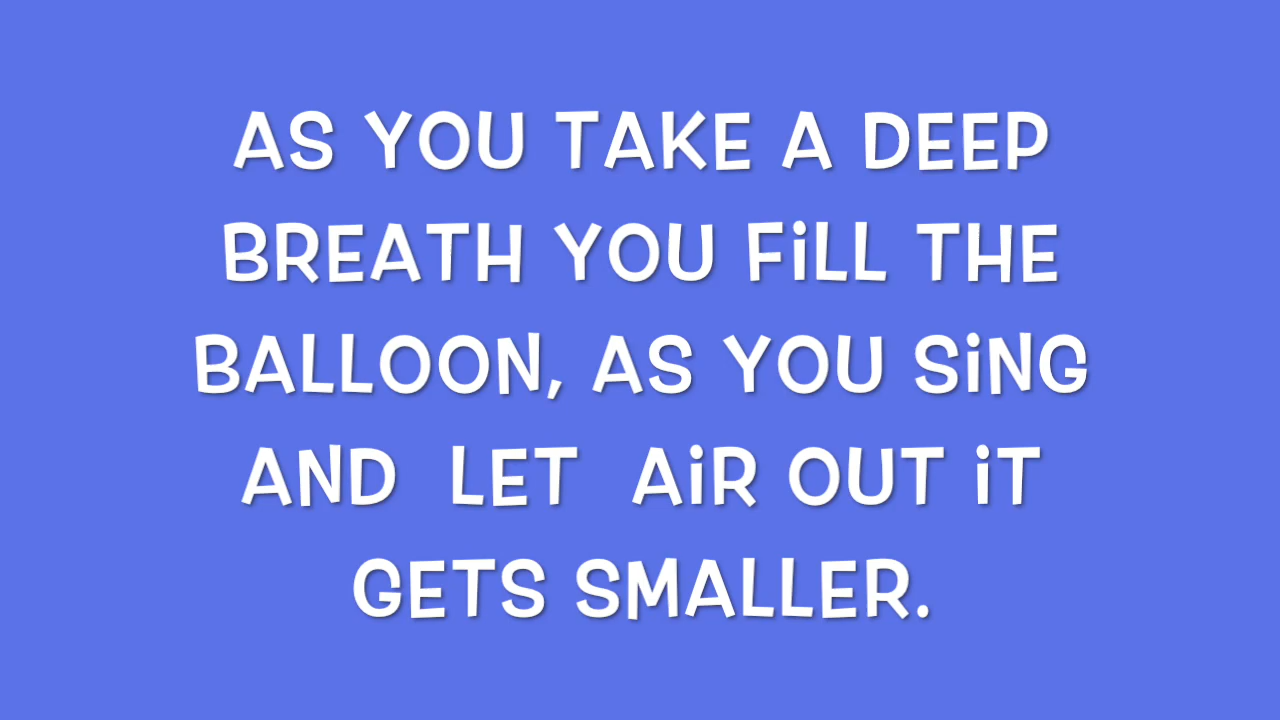 AS YOU TAKE A DEEP
BREATH YOU FiLL THE
BALLOON, AS YOU SiNG
AND  LET  AiR OUT iT
GETS SMALLER.